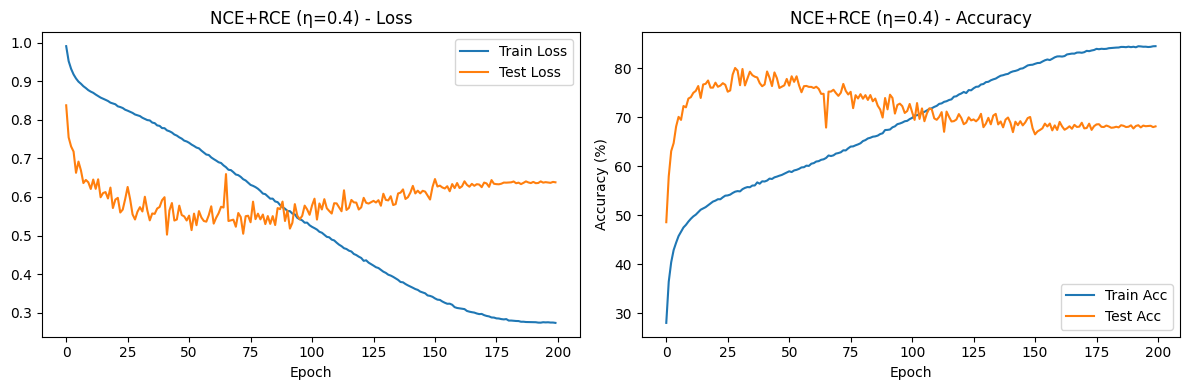 NCE+RCE (η=0.4) - Loss
1.0
0.9
0.8
0.7
0.6
0.5
0.4
0.3
0 25 50 75 100 125 150 175 200
Epoch
Train Loss
Test Loss
NCE+RCE (η=0.4) - Accuracy
Accuracy (%)
80
70
60
50
40
30
0 25 50 75 100 125 150 175 200
Epoch
Train Acc
Test Acc